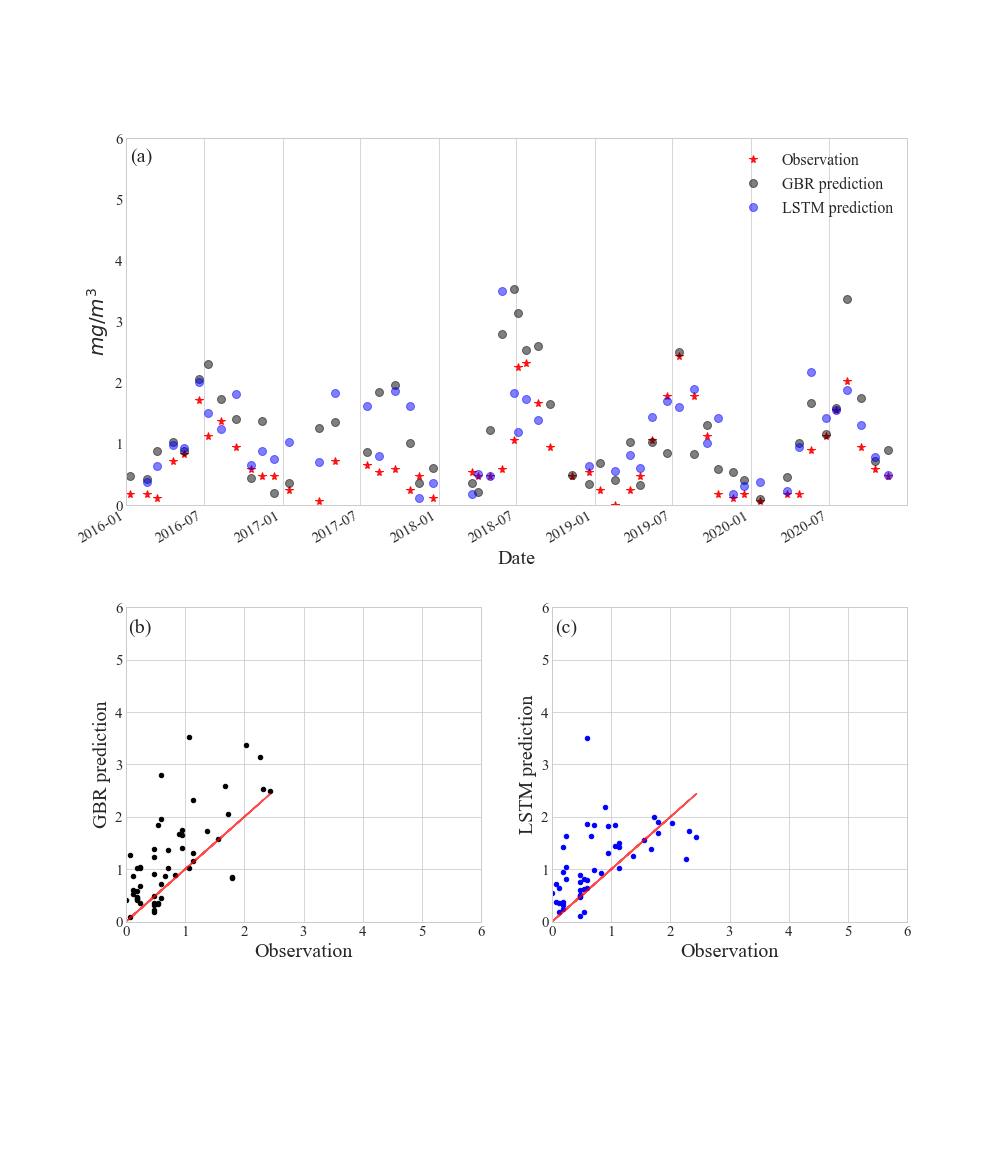 (a)
Observation
GBR prediction
LSTM prediction
6
5
4
3
2
1
0
mg/m³
2016-01 2016-07 2017-01 2017-07 2018-01 2018-07 2019-01 2019-07 2020-01 2020-07
Date
(b)
6
5
4
3
2
1
0
GBR prediction
0 1 2 3 4 5 6
Observation
(c)
6
5
4
3
2
1
0
LSTM prediction
0 1 2 3 4 5 6
Observation